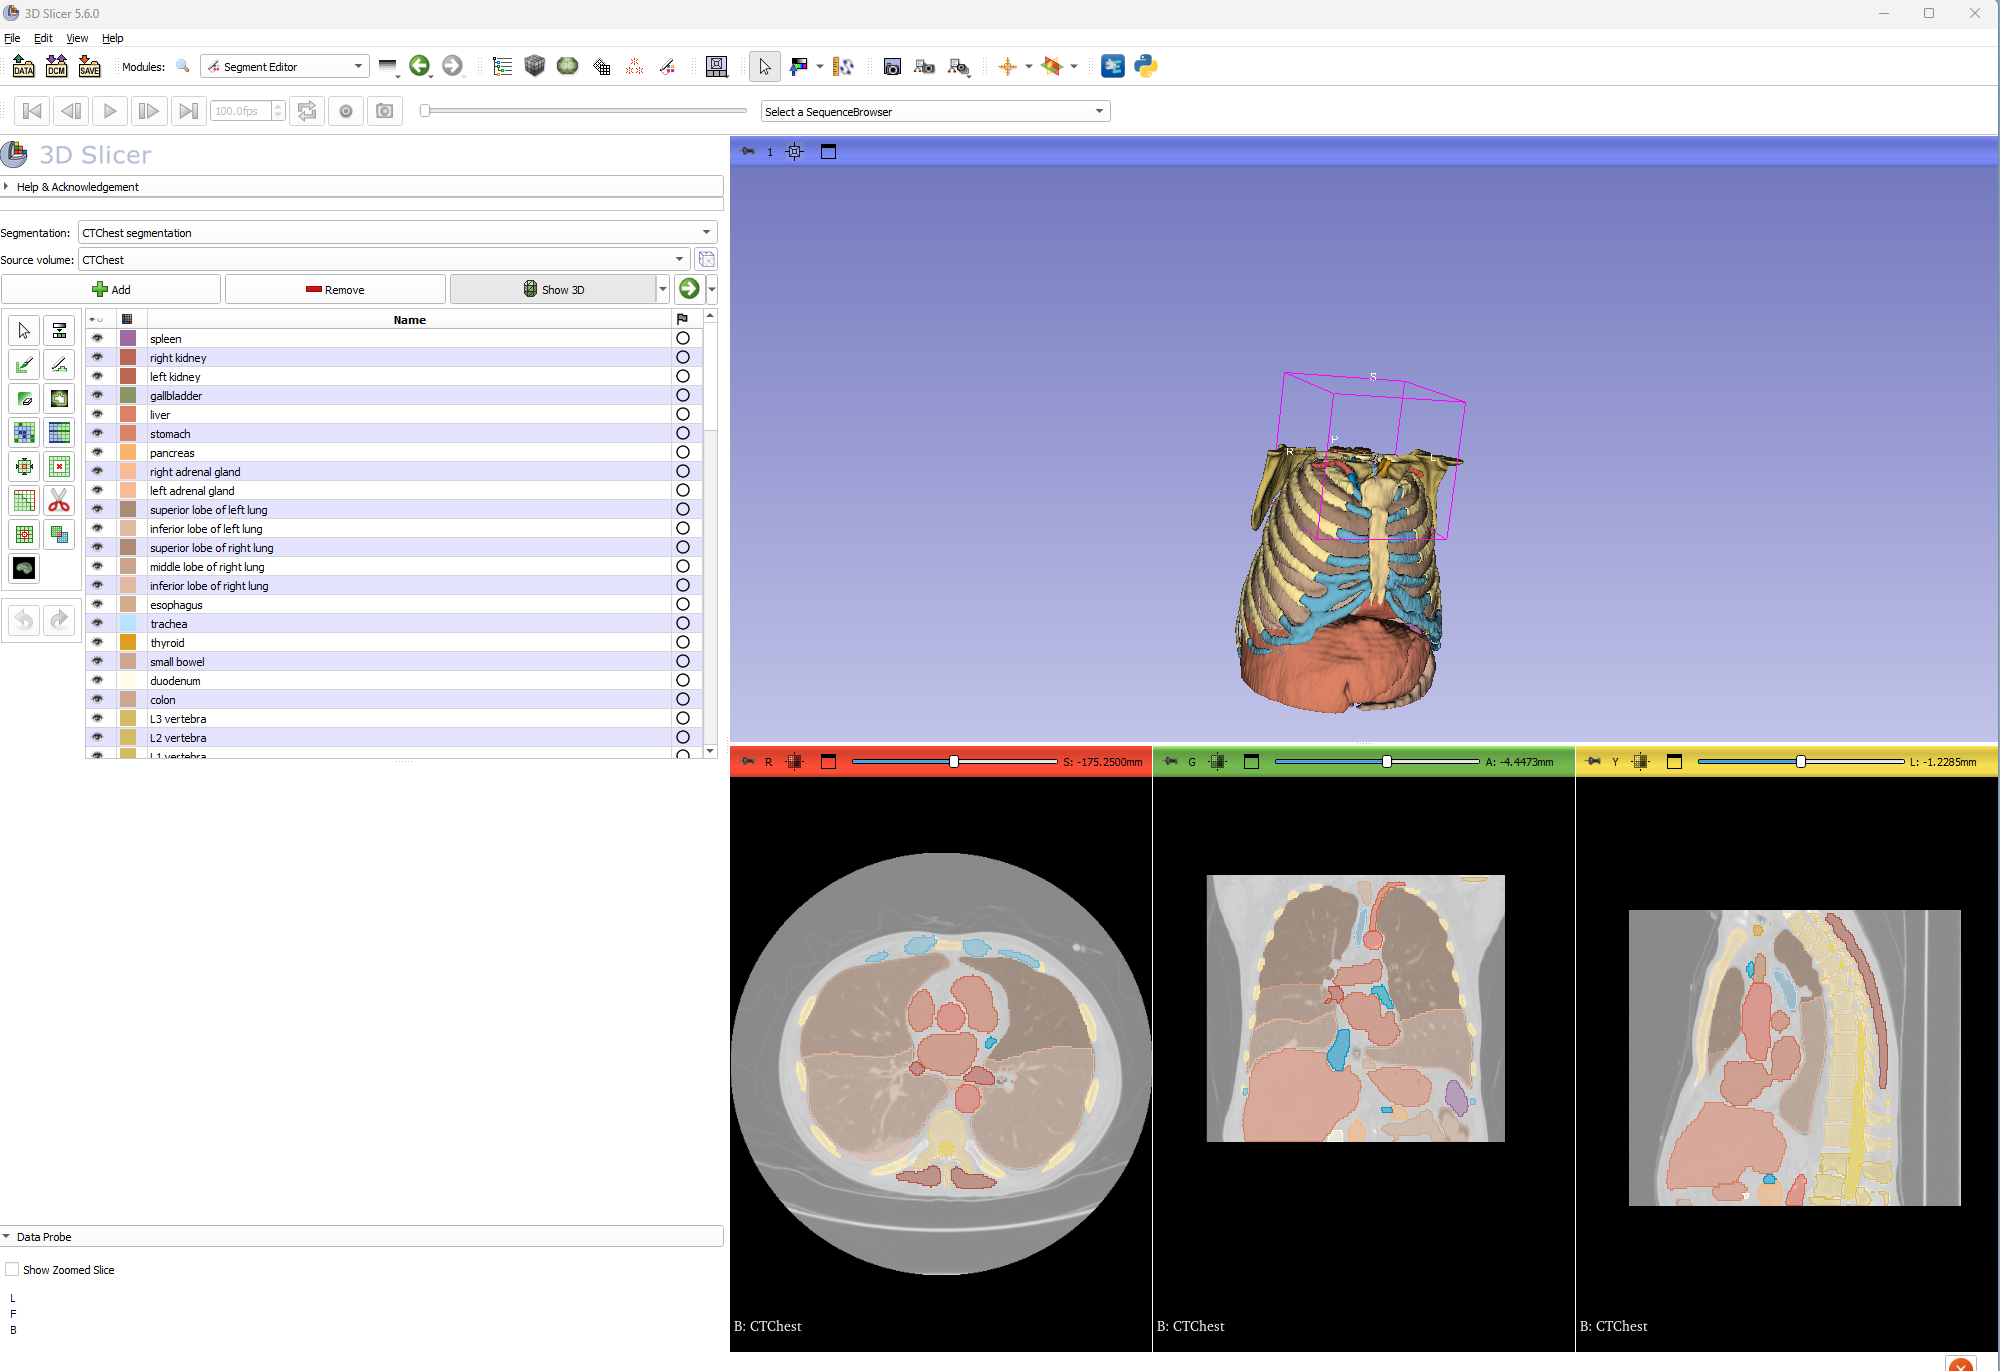 3D Slicer 5.6.0
File Edit View Help
DATA DCM SAVE Modules: Segment Editor
100.0fps Select a SequenceBrowser
3D Slicer
Help & Acknowledgement
Segmentation: CTChest segmentation
Source volume: CTChest
Add Remove Show 3D
Name
spleen
right kidney
left kidney
gallbladder
liver
stomach
pancreas
right adrenal gland
left adrenal gland
superior lobe of left lung
inferior lobe of left lung
superior lobe of right lung
middle lobe of right lung
inferior lobe of right lung
esophagus
trachea
thyroid
small bowel
duodenum
colon
L3 vertebra
L2 vertebra
L1 vertebra
Data Probe
Show Zoomed Slice
L
F
B
1
S
P
R L
R S: -175.2500mm
B: CTChest
G A: -4.4473mm
B: CTChest
Y L: -1.2285mm
B: CTChest